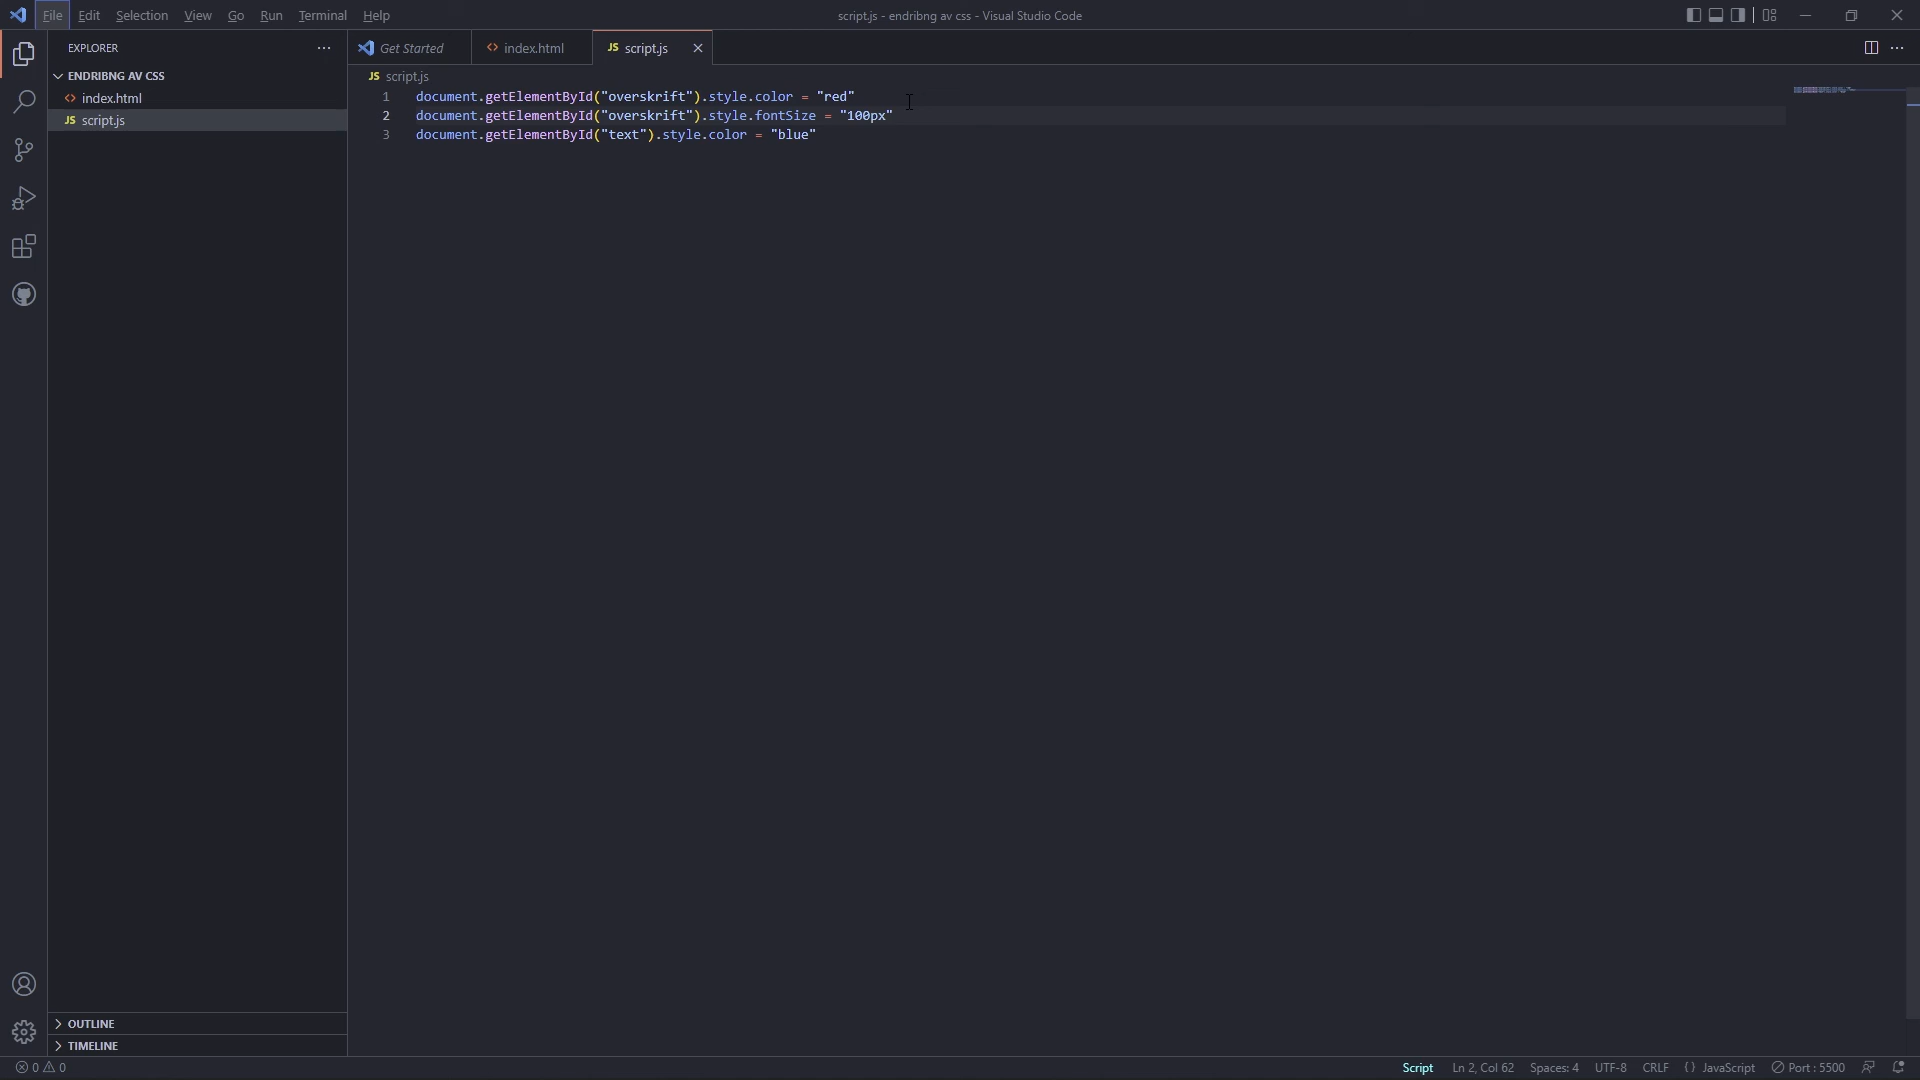 File Edit Selection View Go Run Terminal Help
script.js - endribng av css - Visual Studio Code
EXPLORER
Get Started
index.html
JS script.js
ENDRIBNG AV CSS
index.html
JS script.js
JS script.js
1 document.getElementById("overskrift").style.color = "red"
2 document.getElementById("overskrift").style.fontSize = "100px"
3 document.getElementById("text").style.color = "blue"
OUTLINE
TIMELINE
0 0
Script Ln 2, Col 62 Spaces: 4 UTF-8 CRLF {} JavaScript Port : 5500